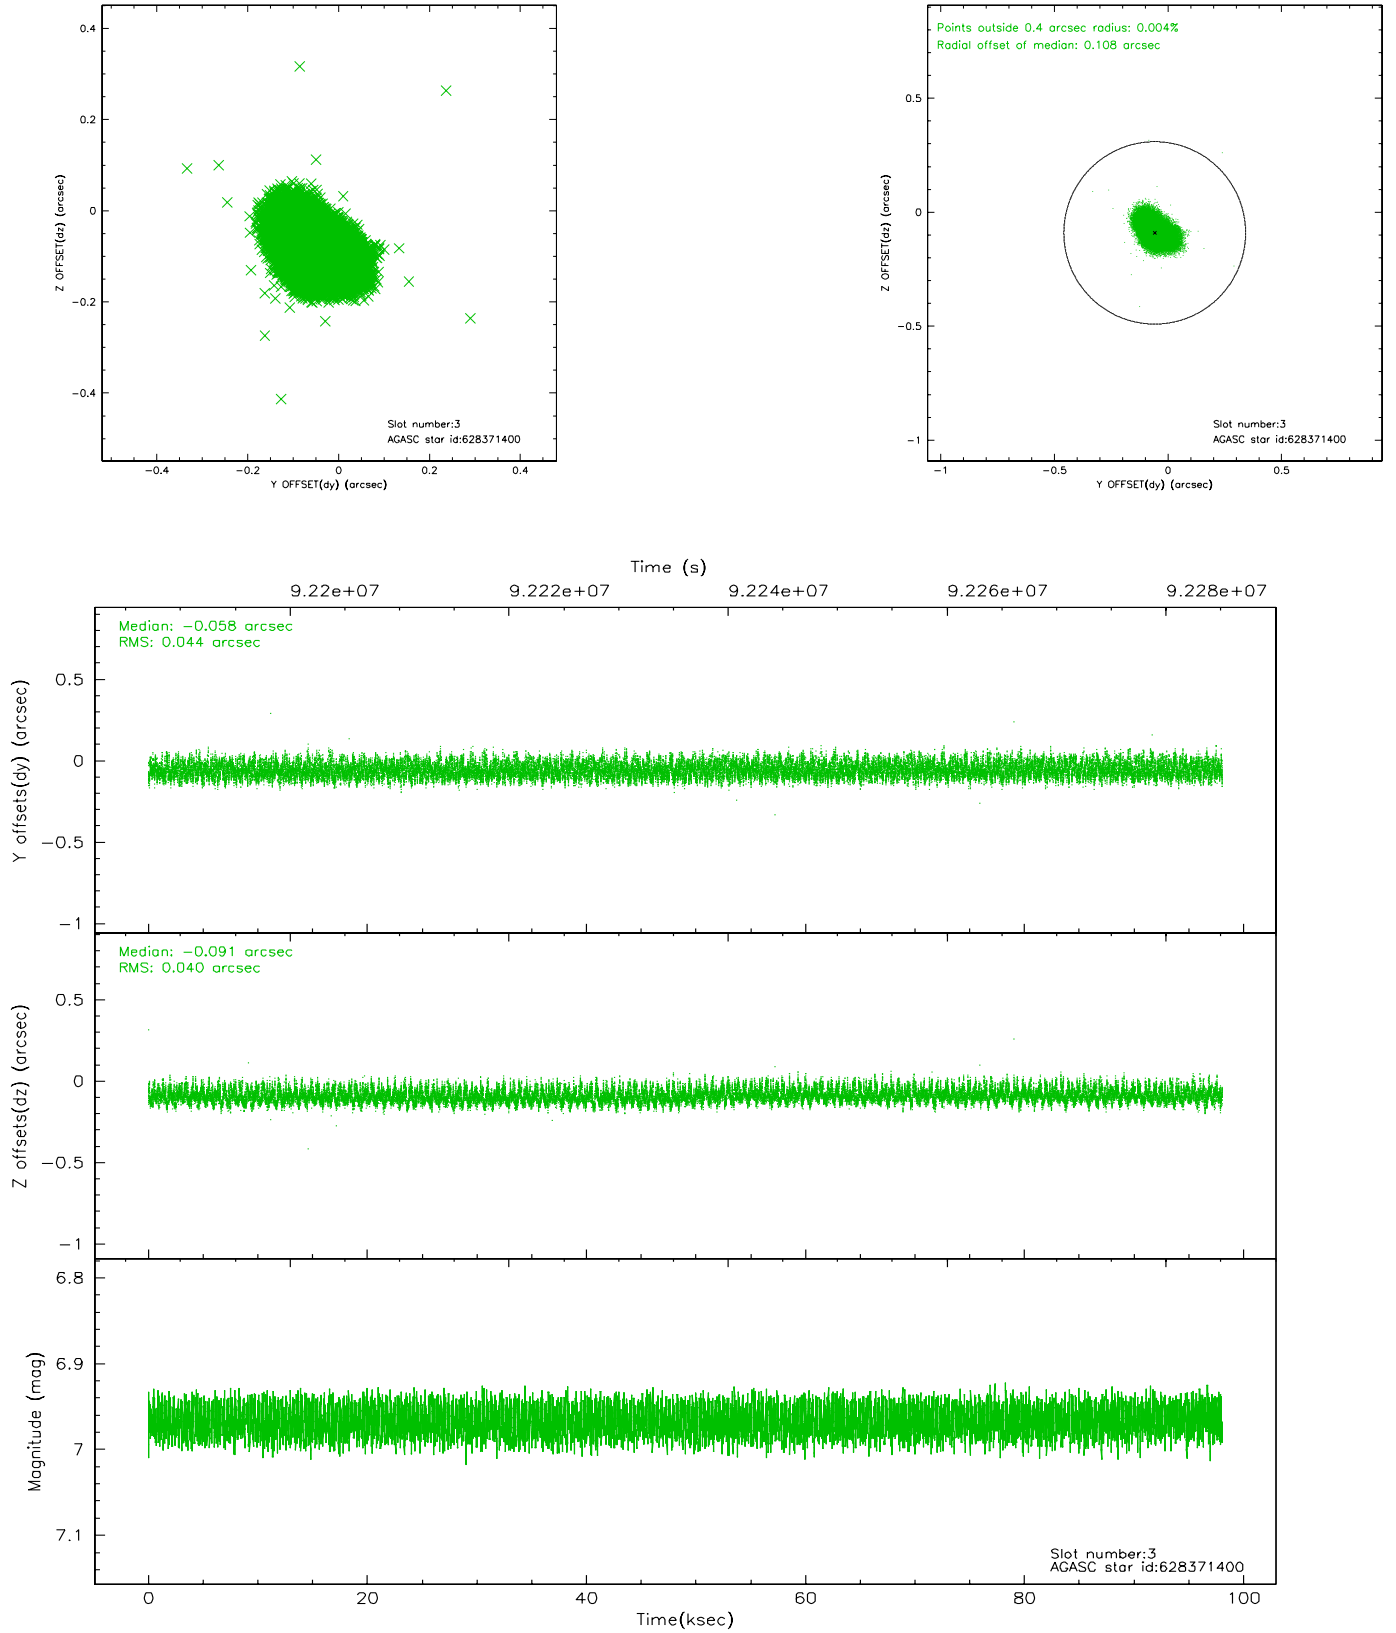 0.4
0.2
0
−0.2
−0.4
Z OFFSET(dz) (arcsec)
Slot number:3
AGASC star id:628371400
−0.4 −0.2 0 0.2 0.4
Y OFFSET(dy) (arcsec)
Points outside 0.4 arcsec radius: 0.004%
Radial offset of median: 0.108 arcsec
0.5
0
−0.5
−1
Z OFFSET(dz) (arcsec)
Slot number:3
AGASC star id:628371400
−1 −0.5 0 0.5
Y OFFSET(dy) (arcsec)
Time (s)
9.22e+07 9.222e+07 9.224e+07 9.226e+07 9.228e+07
Median: −0.058 arcsec
RMS: 0.044 arcsec
0.5
0
−0.5
−1
Y offsets(dy) (arcsec)
Median: −0.091 arcsec
RMS: 0.040 arcsec
0.5
0
−0.5
−1
Z offsets(dz) (arcsec)
6.8
6.9
7
7.1
Magnitude (mag)
Slot number:3
AGASC star id:628371400
0 20 40 60 80 100
Time(ksec)